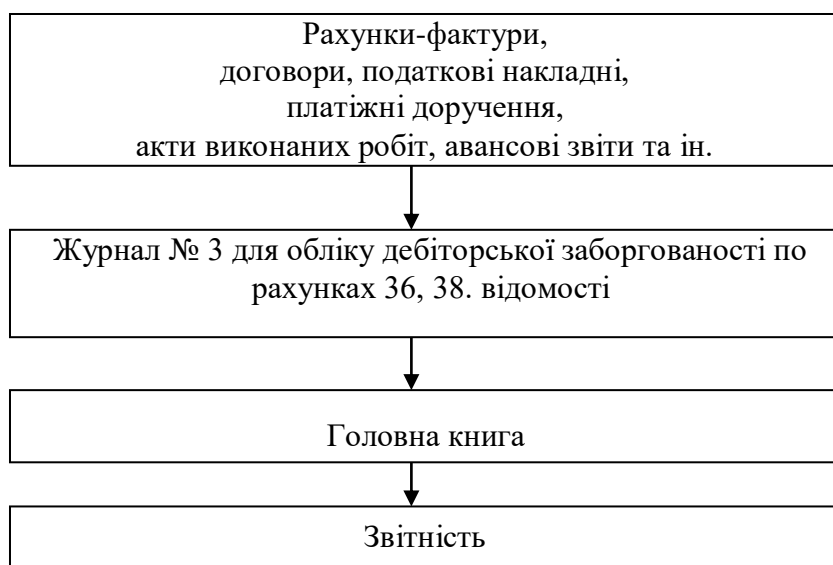 Рахунки-фактури,
договори, податкові накладні,
платіжні доручення,
акти виконаних робіт, авансові звіти та ін.
Журнал № 3 для обліку дебіторської заборгованості по
рахунках 36, 38. відомості
Головна книга
Звітність